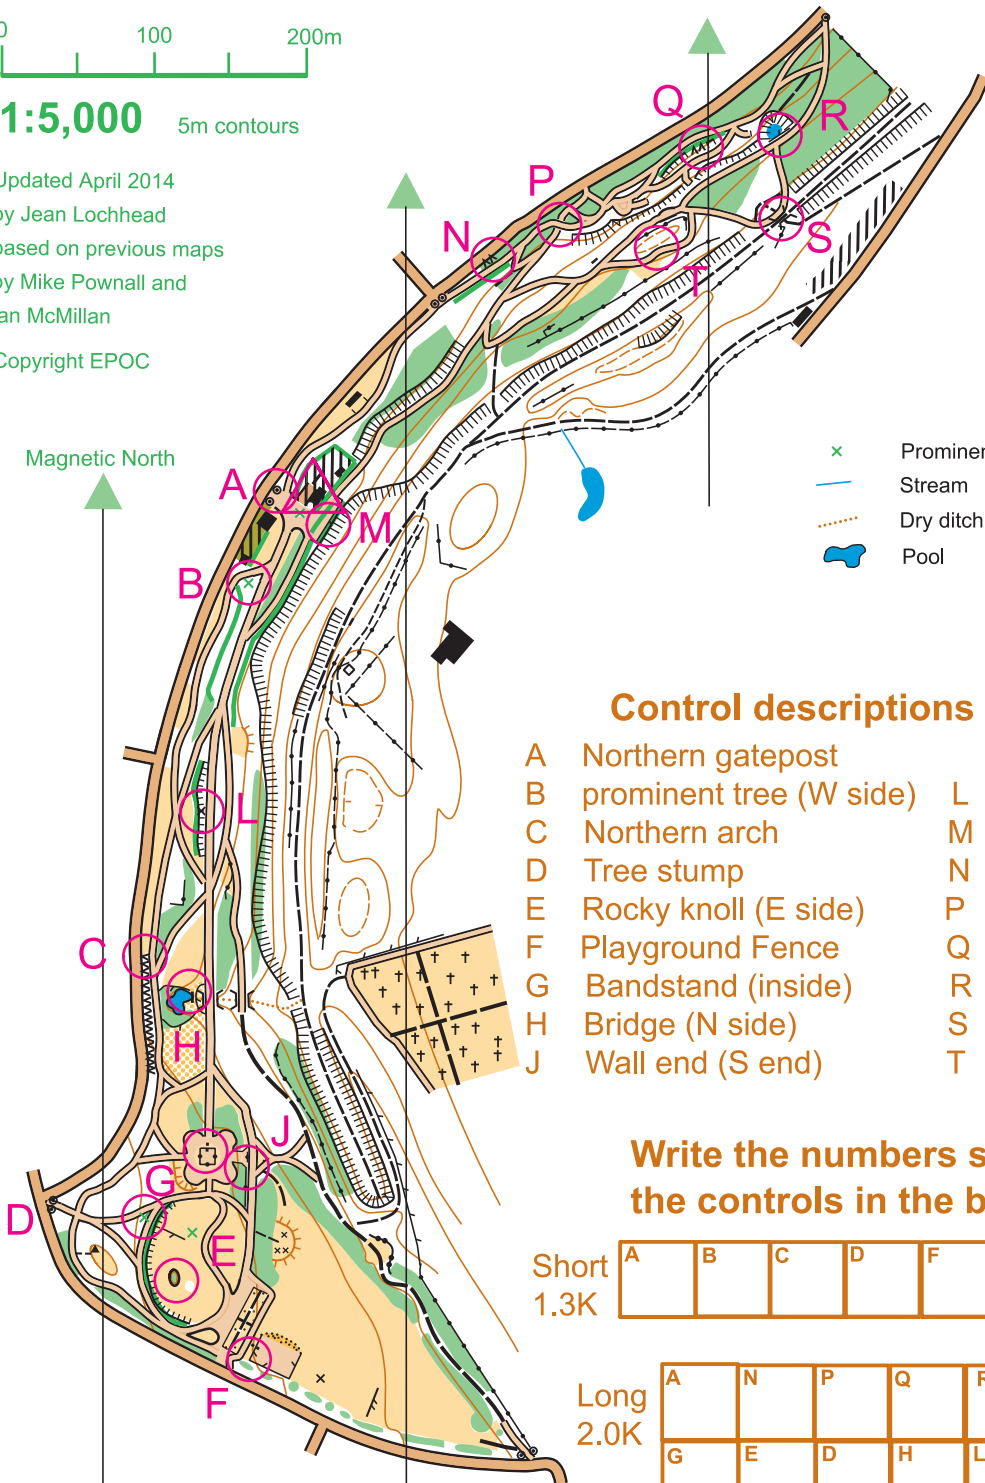 0 100 200m
1:5,000 5m contours
Updated April 2014
by Jean Lochhead
based on previous maps
by Mike Pownall and
Ian McMillan
Copyright EPOC
Magnetic North
Q
R
P
N
S
T
A
M
B
L
C
H
J
G
D
E
F
Prominen
Stream
Dry ditch
Pool
Control descriptions
A Northern gatepost
B prominent tree (W side) L
C Northern arch M
D Tree stump N
E Rocky knoll (E side) P
F Playground Fence Q
G Bandstand (inside) R
H Bridge (N side) S
J Wall end (S end) T
Write the numbers s
the controls in the b
Short
1.3K
A B C D F
Long
2.0K
A N P Q R
G E D H L